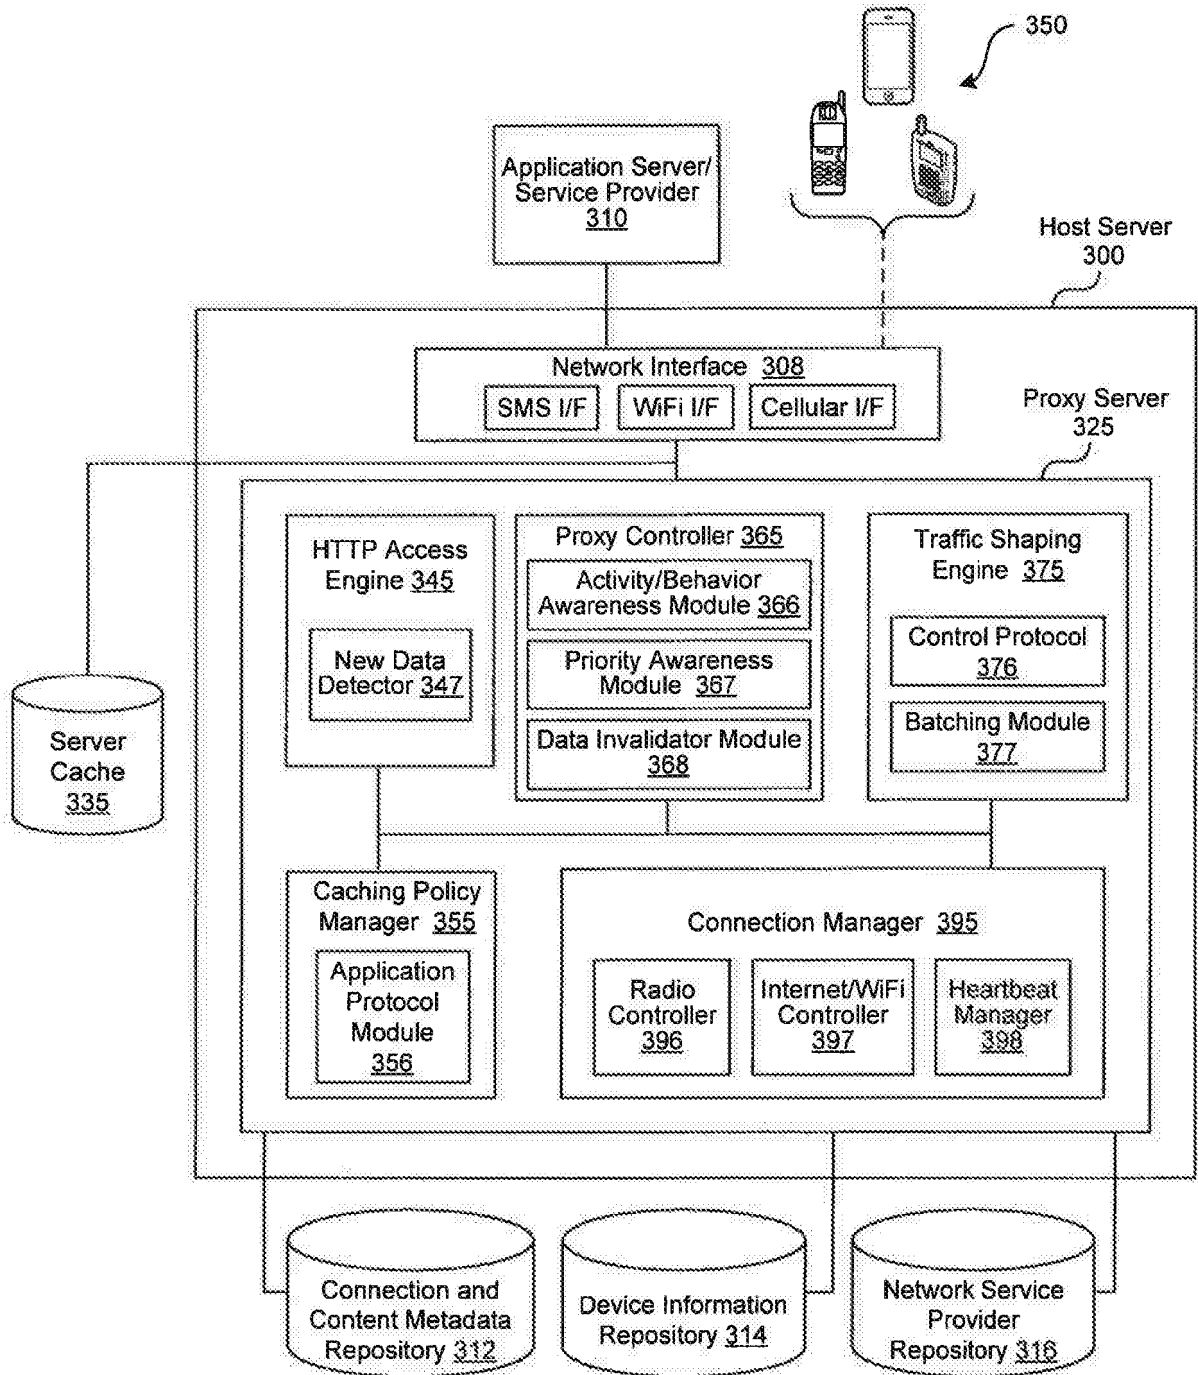 350
Application Server/
Service Provider
310
Host Server
300
Network Interface 308
SMS I/F
WiFi I/F
Cellular I/F
Proxy Server
325
HTTP Access
Engine 345
New Data
Detector 347
Proxy Controller 365
Activity/Behavior
Awareness Module 366
Priority Awareness
Module 367
Data Invalidator Module
368
Traffic Shaping
Engine 375
Control Protocol
376
Batching Module
377
Server
Cache
335
Caching Policy
Manager 355
Application
Protocol
Module
356
Connection Manager 395
Radio
Controller
396
Internet/WiFi
Controller
397
Heartbeat
Manager
398
Connection and
Content Metadata
Repository 312
Device Information
Repository 314
Network Service
Provider
Repository 316